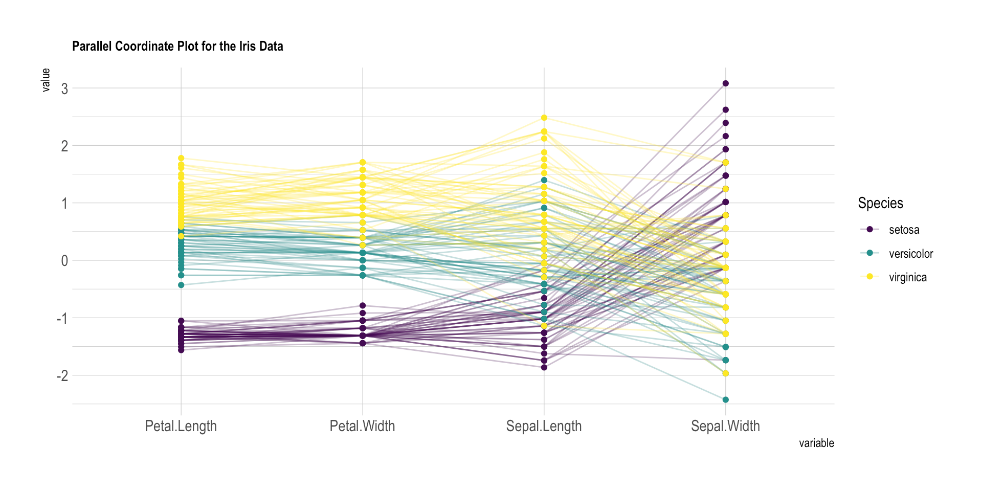 Parallel Coordinate Plot for the Iris Data
value
3
2
1
0
-1
-2
Petal.Length Petal.Width Sepal.Length Sepal.Width
variable
Species
setosa
versicolor
virginica